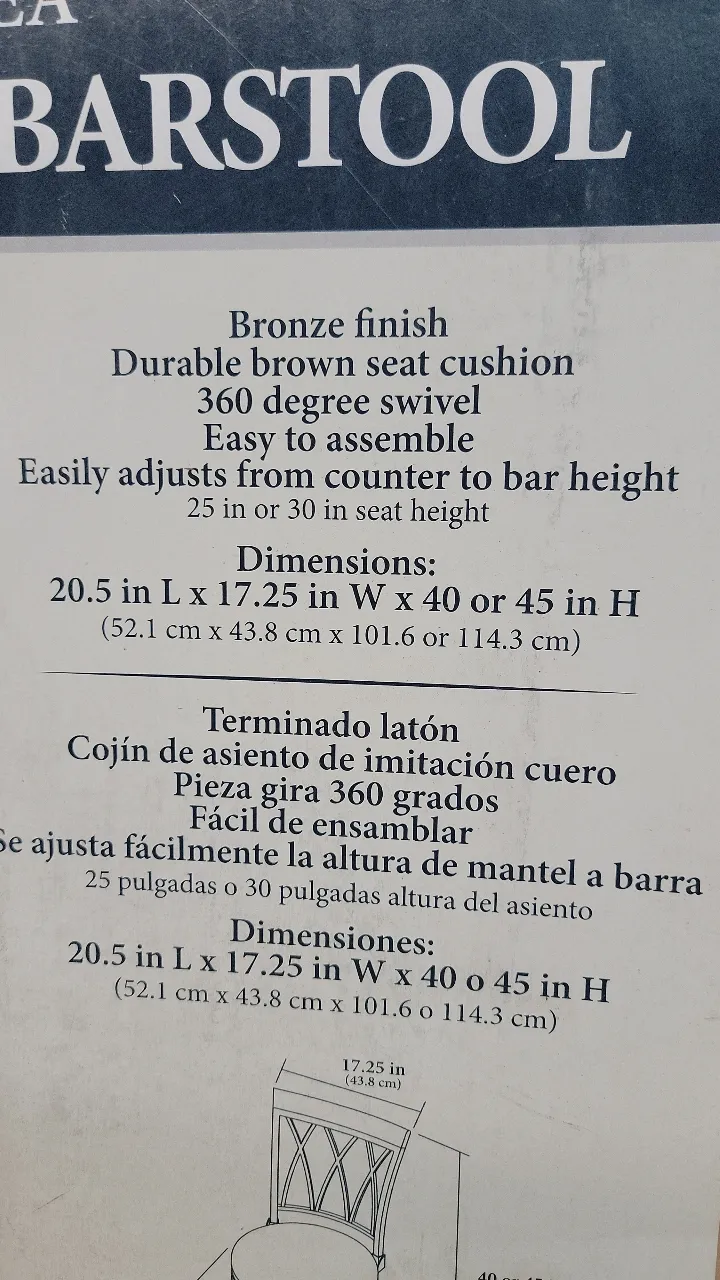 BARSTOOL
Bronze finish
Durable brown seat cushion
360 degree swivel
Easy to assemble
Easily adjusts from counter to bar height
25 in or 30 in seat height
Dimensions:
20.5 in L x 17.25 in W x 40 or 45 in H
(52.1 cm x 43.8 cm x 101.6 or 114.3 cm)
Terminado latón
Cojín de asiento de imitación cuero
Pieza gira 360 grados
Fácil de ensamblar
Se ajusta fácilmente la altura de mantel a barra
25 pulgadas o 30 pulgadas altura del asiento
Dimensiones:
20.5 in L x 17.25 in W x 40 o 45 in H
(52.1 cm x 43.8 cm x 101.6 o 114.3 cm)
17.25 in
(43.8 cm)